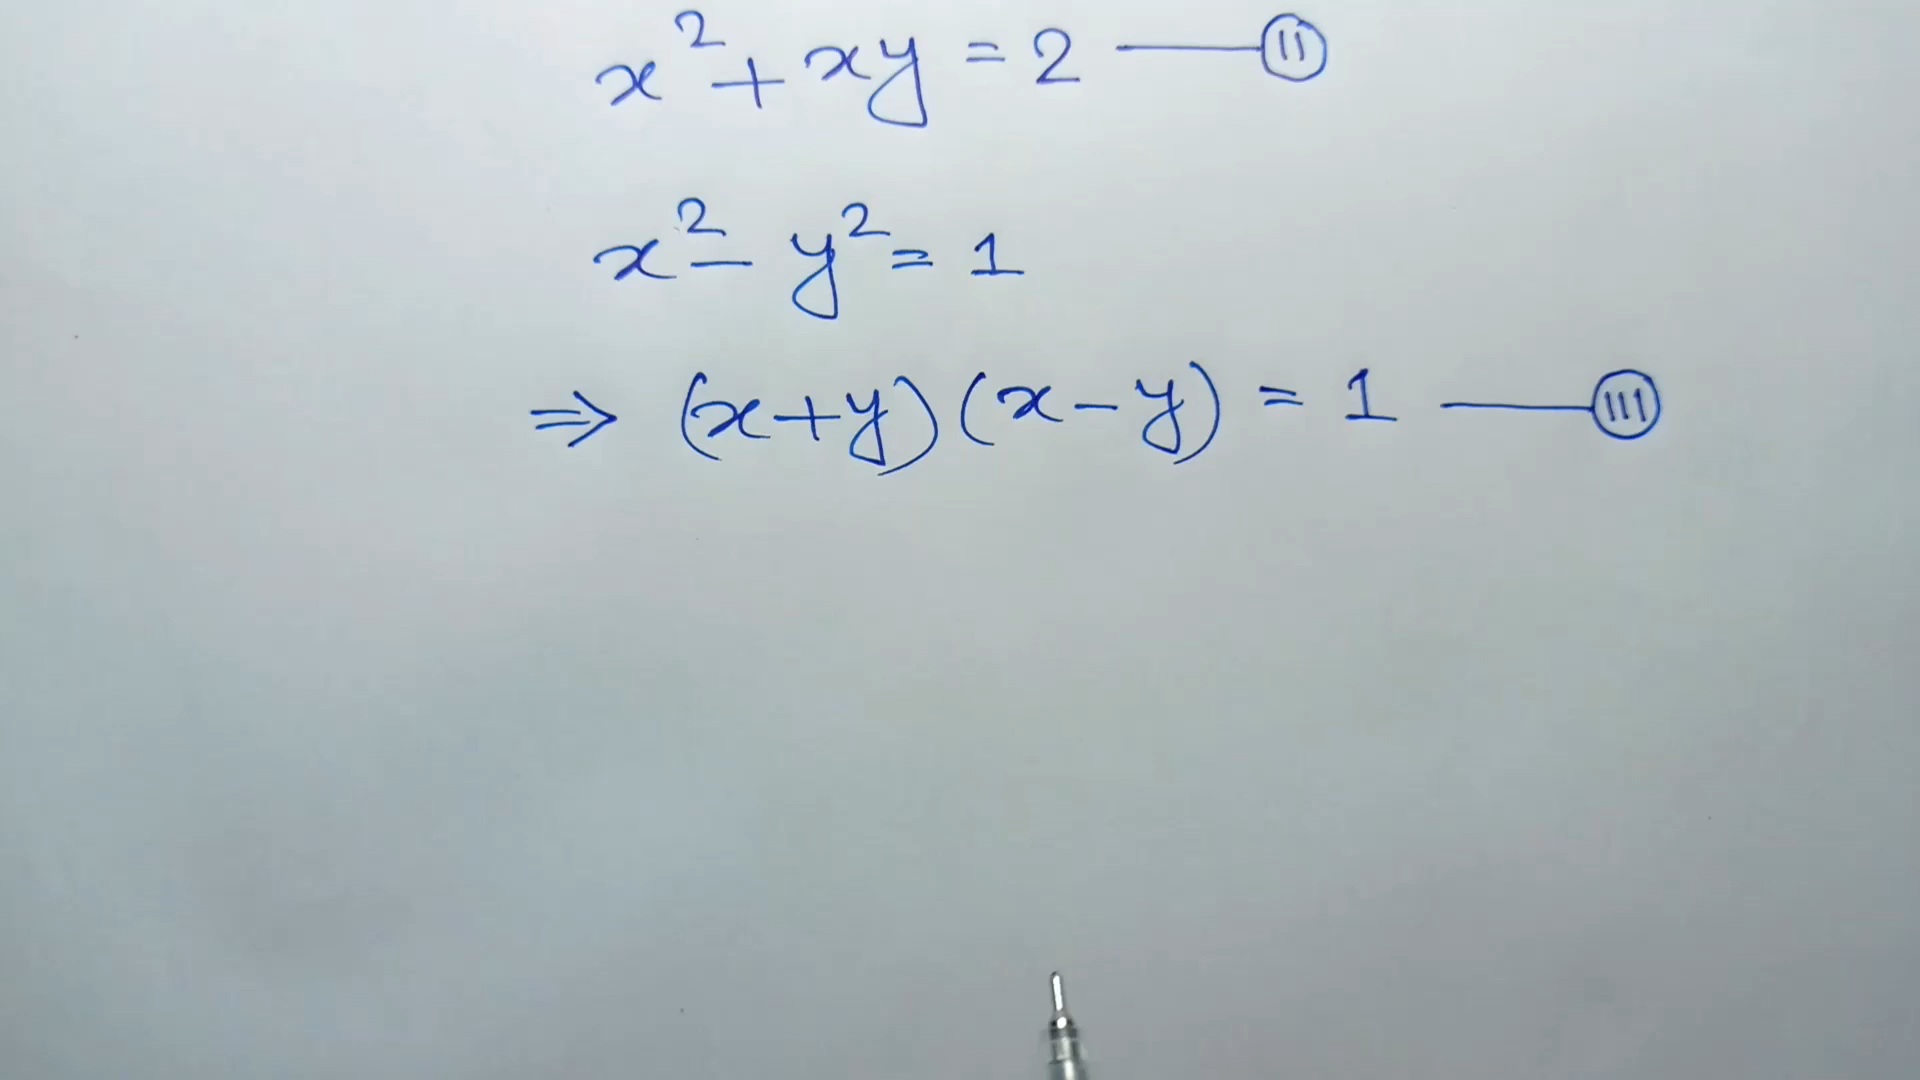 x² + xy = 2 —— (II)
x² − y² = 1
⇒ (x+y)(x−y) = 1 —— (III)